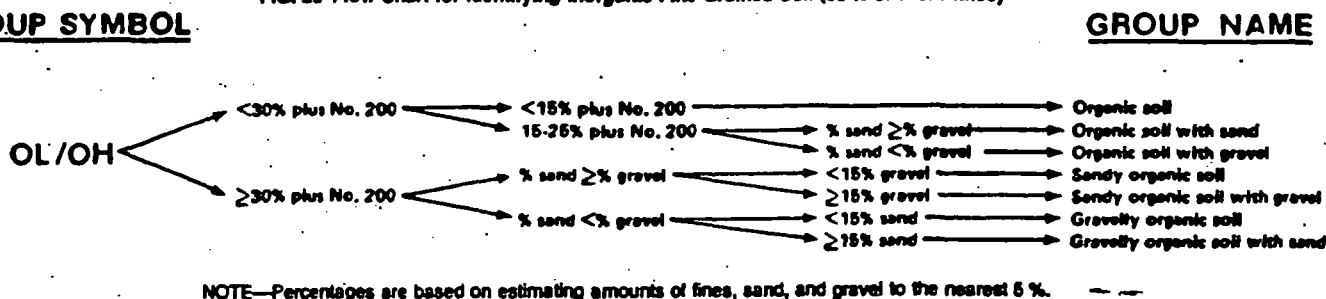 OUP SYMBOL
GROUP NAME
OL/OH
<30% plus No. 200
<15% plus No. 200
Organic soil
15-25% plus No. 200
% sand ≥% gravel
Organic soil with sand
% sand <% gravel
Organic soil with gravel
≥30% plus No. 200
% sand ≥% gravel
<15% gravel
Sandy organic soil
≥15% gravel
Sandy organic soil with gravel
% sand <% gravel
<15% sand
Gravelly organic soil
≥15% sand
Gravelly organic soil with sand
NOTE—Percentages are based on estimating amounts of fines, sand, and gravel to the nearest 5 %.